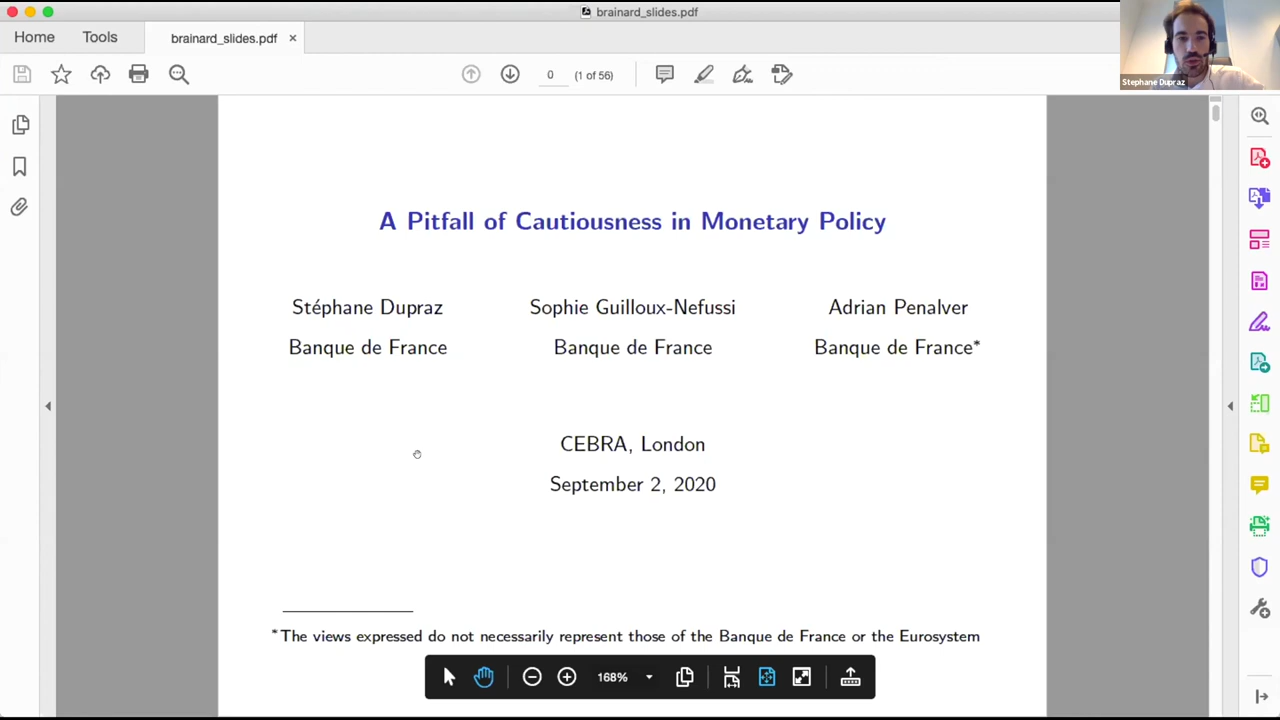 brainard_slides.pdf
Home
Tools
brainard_slides.pdf
0
(1 of 56)
Stephane Dupraz
A Pitfall of Cautiousness in Monetary Policy
Stéphane Dupraz
Sophie Guilloux-Nefussi
Adrian Penalver
Banque de France
Banque de France
Banque de France*
CEBRA, London
September 2, 2020
*The views expressed do not necessarily represent those of the Banque de France or the Eurosystem
168%